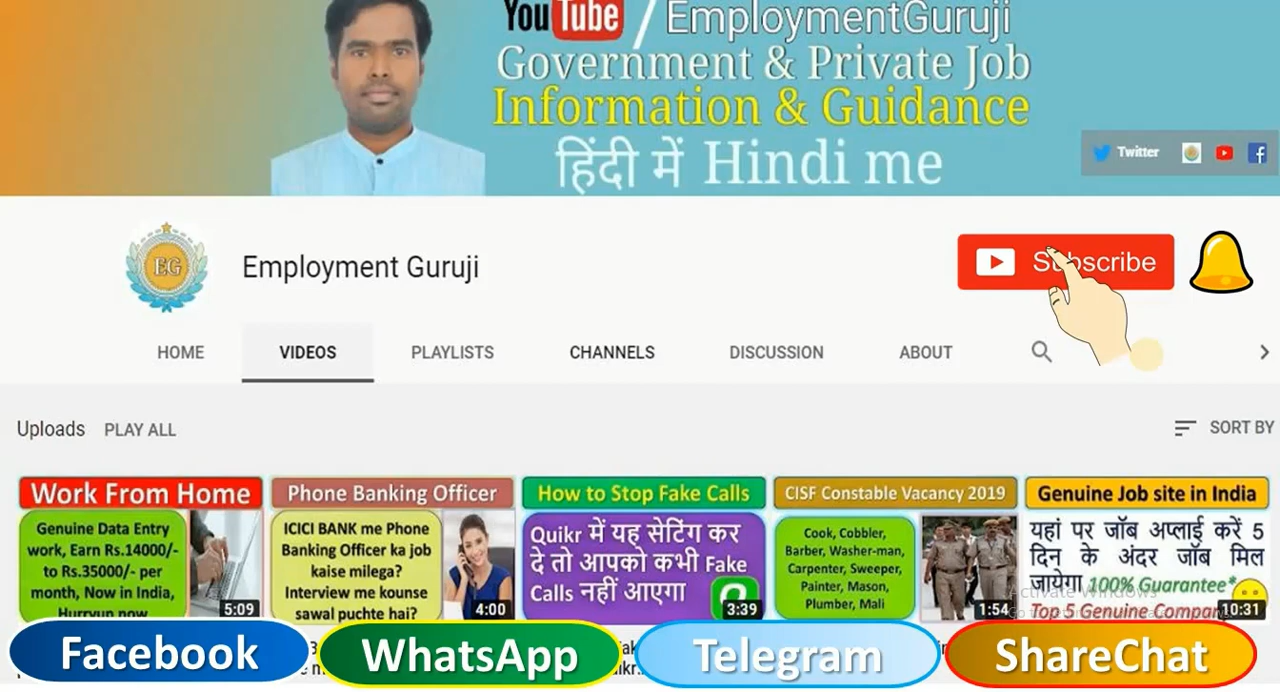 YouTube / EmploymentGuruji
Government & Private Job
Information & Guidance
हिंदी में Hindi me
Twitter
EG
Employment Guruji
Subscribe
HOME VIDEOS PLAYLISTS CHANNELS DISCUSSION ABOUT
Uploads PLAY ALL SORT BY
Work From Home
Genuine Data Entry
work, Earn Rs.14000/-
to Rs.35000/- per
month, Now in India,
Hurryup now
5:09
Phone Banking Officer
ICICI BANK me Phone
Banking Officer ka job
kaise milega?
Interview me kounse
sawal puchte hai?
4:00
How to Stop Fake Calls
Quikr में यह सेटिंग कर
दे तो आपको कभी Fake
Calls नहीं आएगा
3:39
CISF Constable Vacancy 2019
Cook, Cobbler,
Barber, Washer-man,
Carpenter, Sweeper,
Painter, Mason,
Plumber, Mali
1:54
Genuine Job site in India
यहां पर जॉब अप्लाई करें 5
दिन के अंदर जॉब मिल
जायेगा 100% Guarantee*
Top 5 Genuine Company
10:31
Activate Windows
Facebook WhatsApp Telegram ShareChat